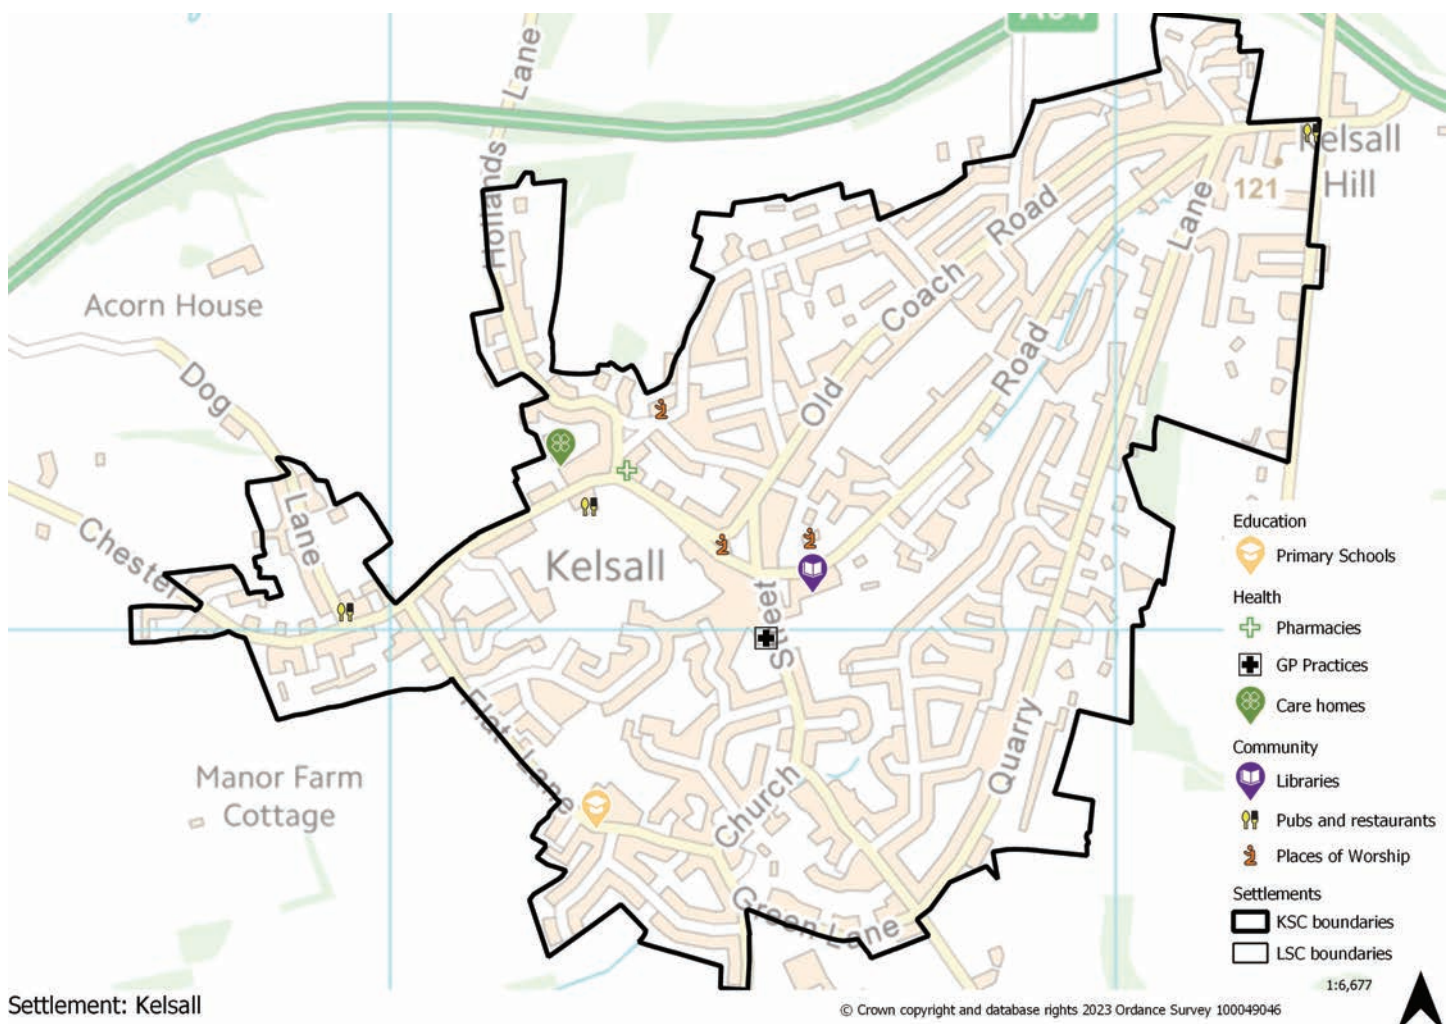 Hollands Lane
Kelsall
Hill
121
Acorn House
Dog
Lane
Chester
Old Coach Road
Road
Lane
Kelsall
Street
Flat Lane
Church
Quarry
Green Lane
Manor Farm
Cottage
Education
Primary Schools
Health
Pharmacies
GP Practices
Care homes
Community
Libraries
Pubs and restaurants
Places of Worship
Settlements
KSC boundaries
LSC boundaries
1:6,677
Settlement: Kelsall
© Crown copyright and database rights 2023 Ordance Survey 100049046